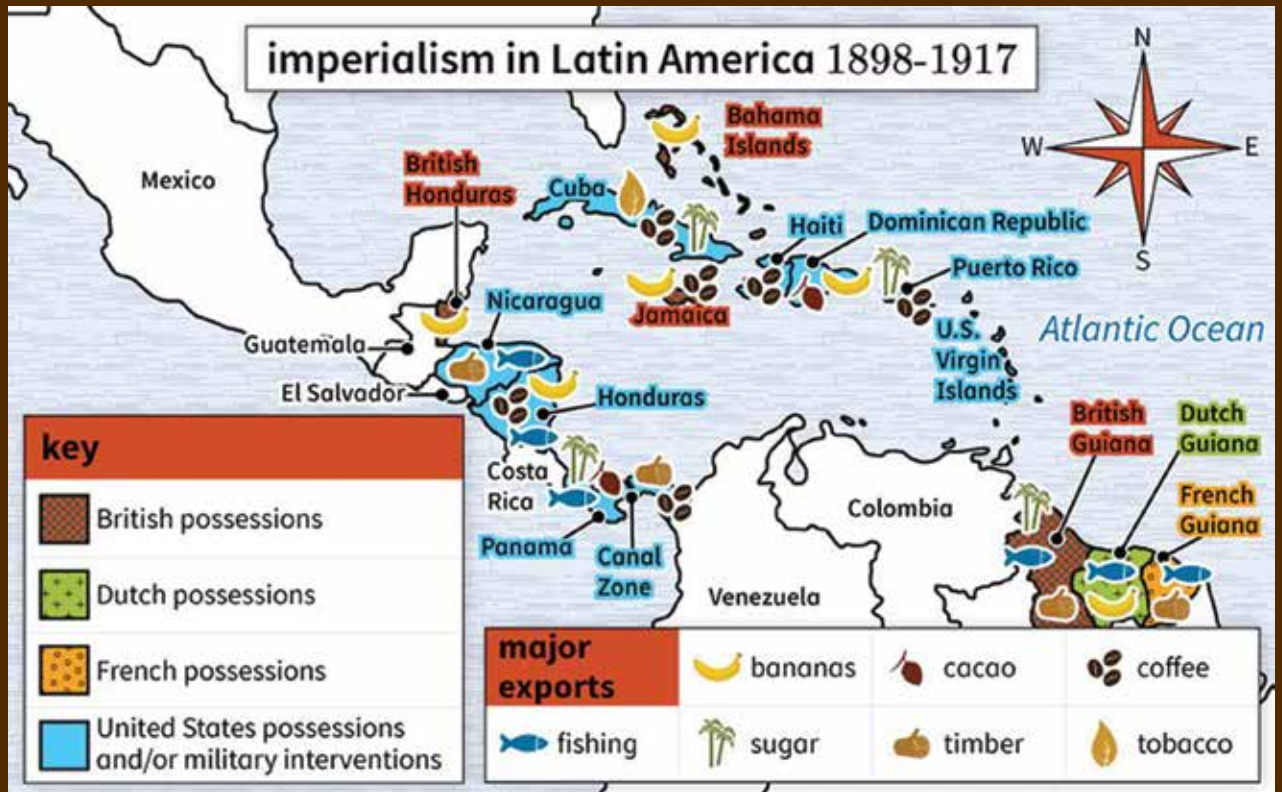 imperialism in Latin America 1898-1917
N
W
E
S
Mexico
Bahama
Islands
British
Honduras
Cuba
Haiti
Dominican Republic
Puerto Rico
Nicaragua
Jamaica
U.S.
Virgin
Islands
Atlantic Ocean
Guatemala
El Salvador
Honduras
British
Guiana
Dutch
Guiana
French
Guiana
Costa
Rica
Colombia
Panama
Canal
Zone
Venezuela
key
British possessions
Dutch possessions
French possessions
United States possessions
and/or military interventions
major
exports
bananas
cacao
coffee
fishing
sugar
timber
tobacco